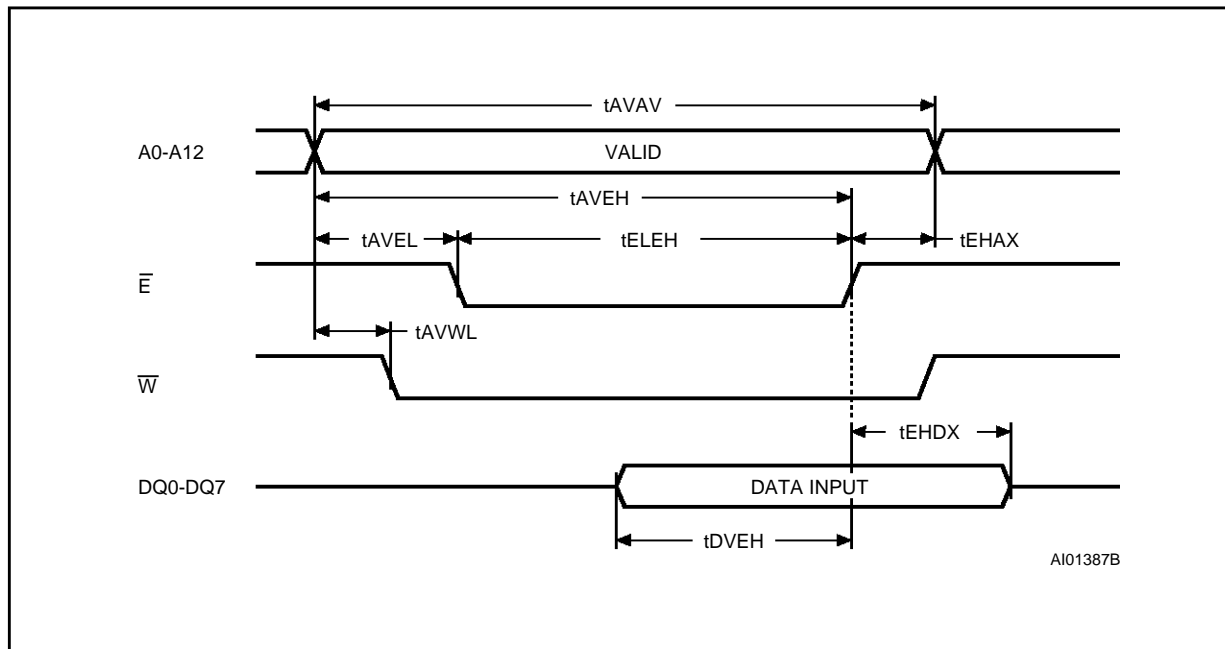 tAVAV
A0-A12
VALID
tAVEH
tAVEL
tELEH
tEHAX
E̅
tAVWL
W̅
tEHDX
DQ0-DQ7
DATA INPUT
tDVEH
AI01387B